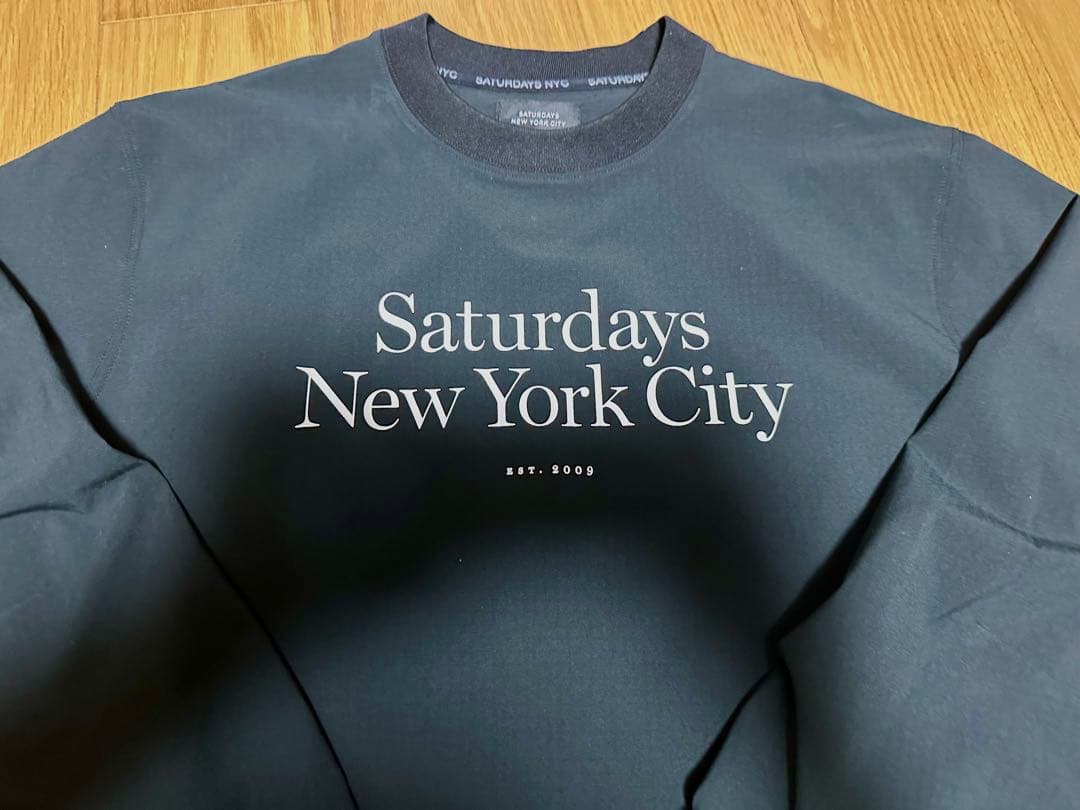 NYC SATURDAYS NYC SATURDAYS
SATURDAYS
NEW YORK CITY
Saturdays
New York City
EST. 2009